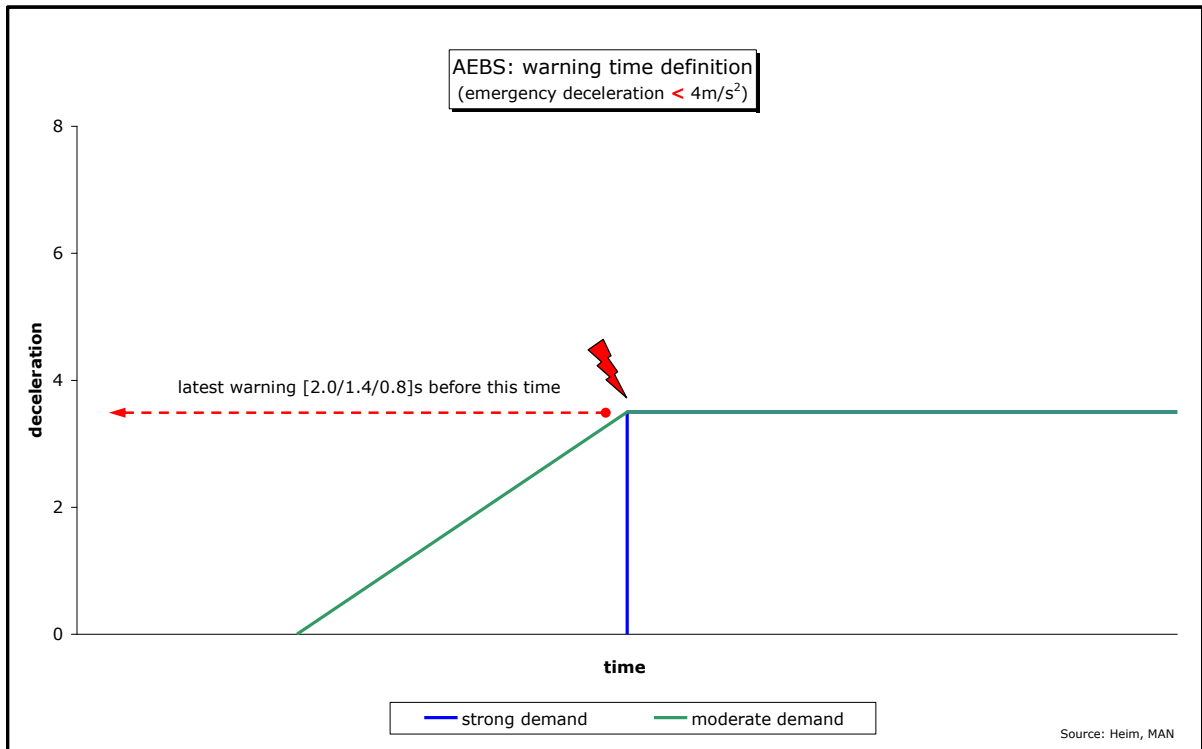 AEBS: warning time definition
(emergency deceleration < 4m/s²)
8
6
4
2
0
deceleration
latest warning [2.0/1.4/0.8]s before this time
time
strong demand
moderate demand
Source: Heim, MAN